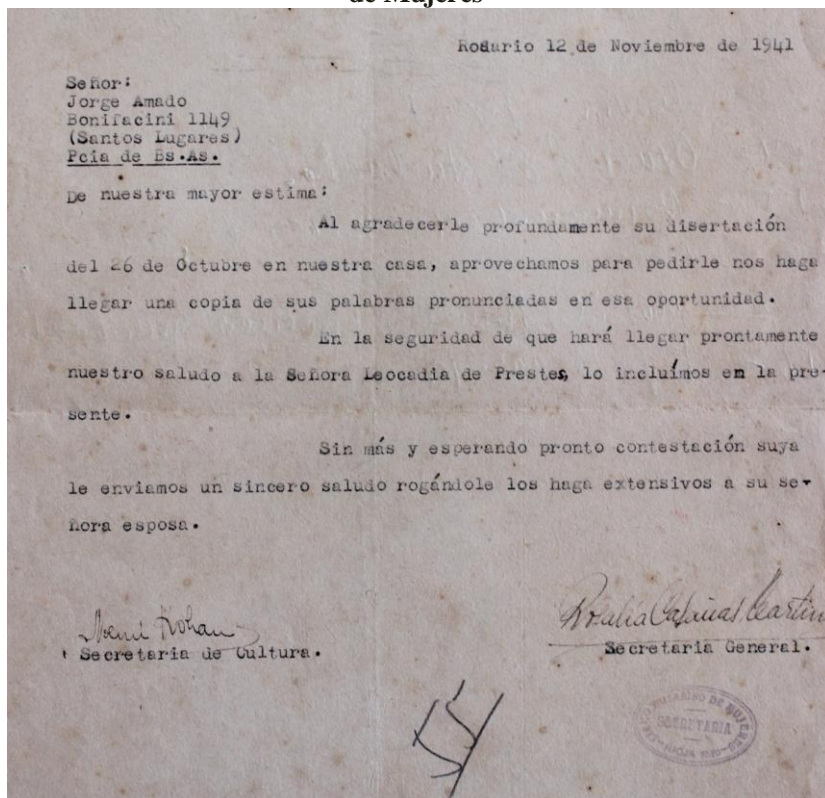 de Mujeres
Rosario 12 de Noviembre de 1941
Señor:
Jorge Amado
Bonifacini 1149
(Santos Lugares)
Pcia de Bs.As.
De nuestra mayor estima:
Al agradecerle profundamente su disertación
del 26 de Octubre en nuestra casa, aprovechamos para pedirle nos haga
llegar una copia de sus palabras pronunciadas en esa oportunidad.
En la seguridad de que hará llegar prontamente
nuestro saludo a la Señora Leocadia de Prestes, lo incluímos en la pre-
sente.
Sin más y esperando pronto contestación suya
le enviamos un sincero saludo rogándole los haga extensivos a su se-
ñora esposa.
Secretaria de Cultura.
Secretaria General.
SECRETARIA